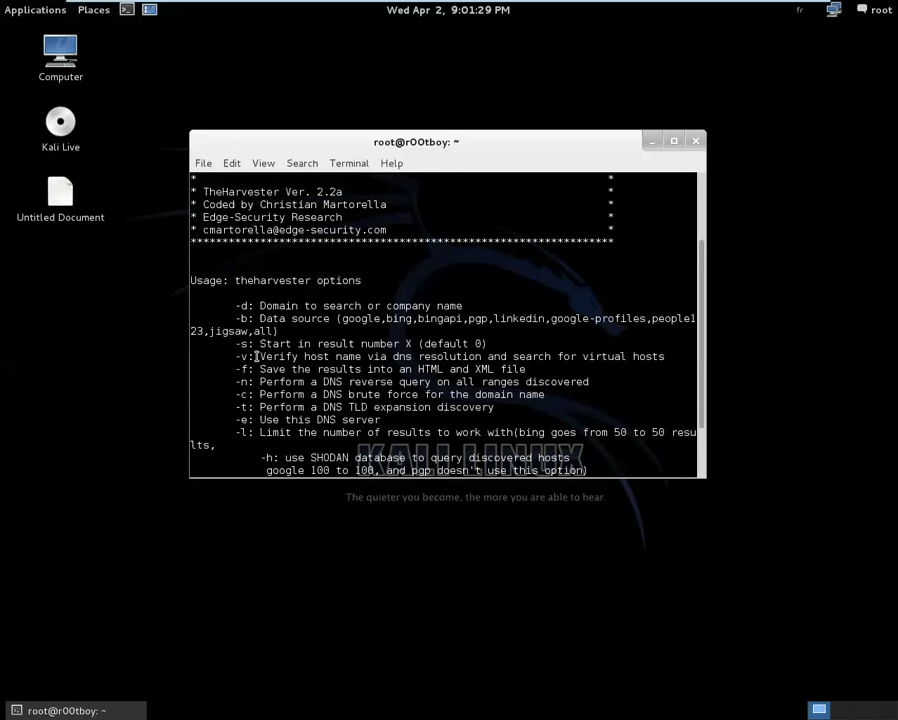 Applications Places Wed Apr 2, 9:01:29 PM fr root
Computer
Kali Live
Untitled Document
root@r00tboy: ~
File Edit View Search Terminal Help
* *
* TheHarvester Ver. 2.2a *
* Coded by Christian Martorella *
* Edge-Security Research *
* cmartorella@edge-security.com *
*******************************************************************
Usage: theharvester options
-d: Domain to search or company name
-b: Data source (google,bing,bingapi,pgp,linkedin,google-profiles,people1
23,jigsaw,all)
-s: Start in result number X (default 0)
-v: Verify host name via dns resolution and search for virtual hosts
-f: Save the results into an HTML and XML file
-n: Perform a DNS reverse query on all ranges discovered
-c: Perform a DNS brute force for the domain name
-t: Perform a DNS TLD expansion discovery
-e: Use this DNS server
-l: Limit the number of results to work with(bing goes from 50 to 50 resu
lts,
-h: use SHODAN database to query discovered hosts
google 100 to 100, and pgp doesn't use this option)
KALI LINUX
The quieter you become, the more you are able to hear.
root@r00tboy: ~